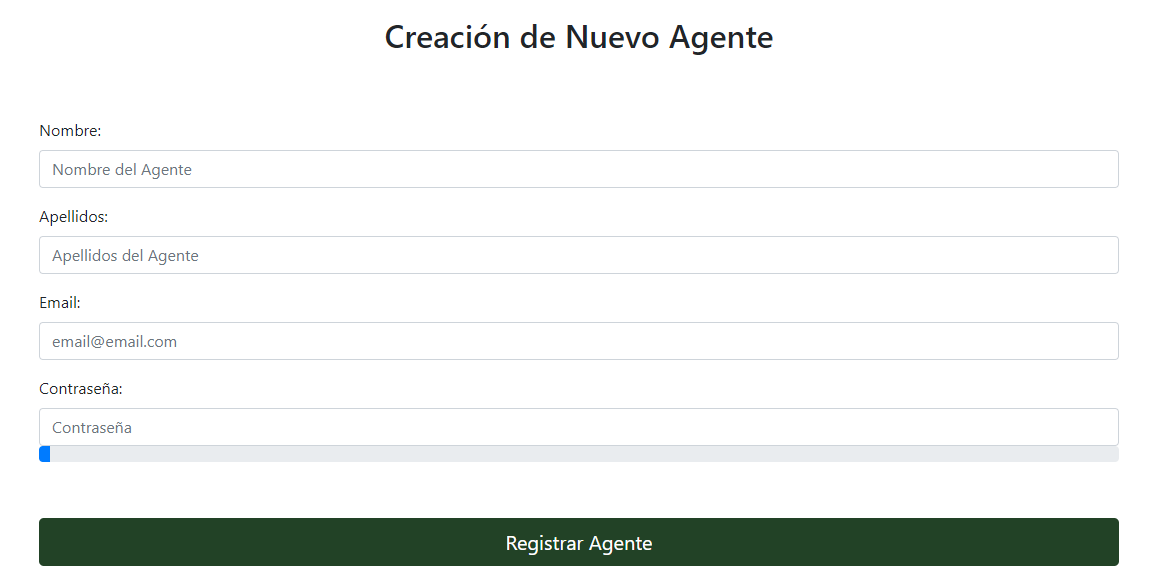 Creación de Nuevo Agente
Nombre:
Nombre del Agente
Apellidos:
Apellidos del Agente
Email:
email@email.com
Contraseña:
Contraseña
Registrar Agente